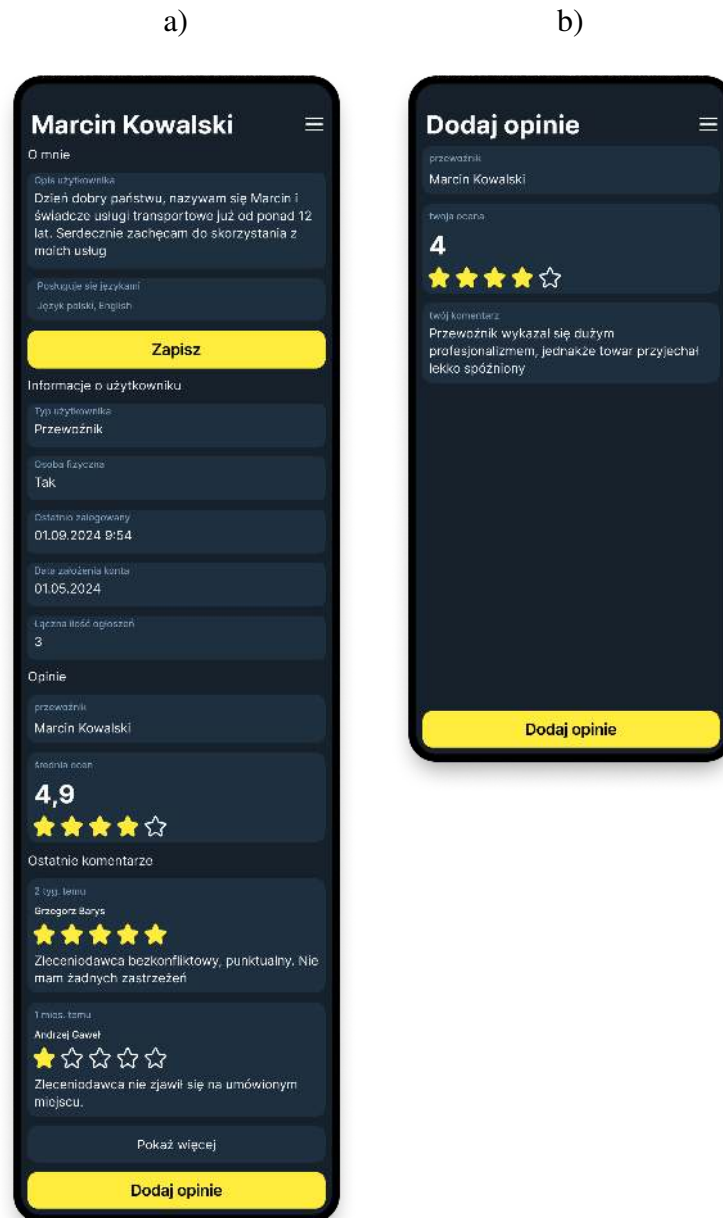 a)
Marcin Kowalski
O mnie
Opis użytkownika
Dzień dobry państwu, nazywam się Marcin i
świadcze usługi transportowe już od ponad 12
lat. Serdecznie zachęcam do skorzystania z
moich usług
Posługuje się językami
Język polski, English
Zapisz
Informacje o użytkowniku
Typ użytkownika
Przewoźnik
Osoba fizyczna
Tak
Ostatnio zalogowany
01.09.2024 9:54
Data założenia konta
01.05.2024
Łączna ilość ogłoszeń
3
Opinie
przewoźnik
Marcin Kowalski
średnia ocen
4,9
Ostatnie komentarze
2 tyg. temu
Grzegorz Barys
Zleceniodawca bezkonfliktowy, punktualny. Nie
mam żadnych zastrzeżeń
1 mies. temu
Andrzej Gaweł
Zleceniodawca nie zjawił się na umówionym
miejscu.
Pokaż więcej
Dodaj opinie
b)
Dodaj opinie
przewoźnik
Marcin Kowalski
twoja ocena
4
twój komentarz
Przewoźnik wykazał się dużym
profesjonalizmem, jednakże towar przyjechał
lekko spóźniony
Dodaj opinie